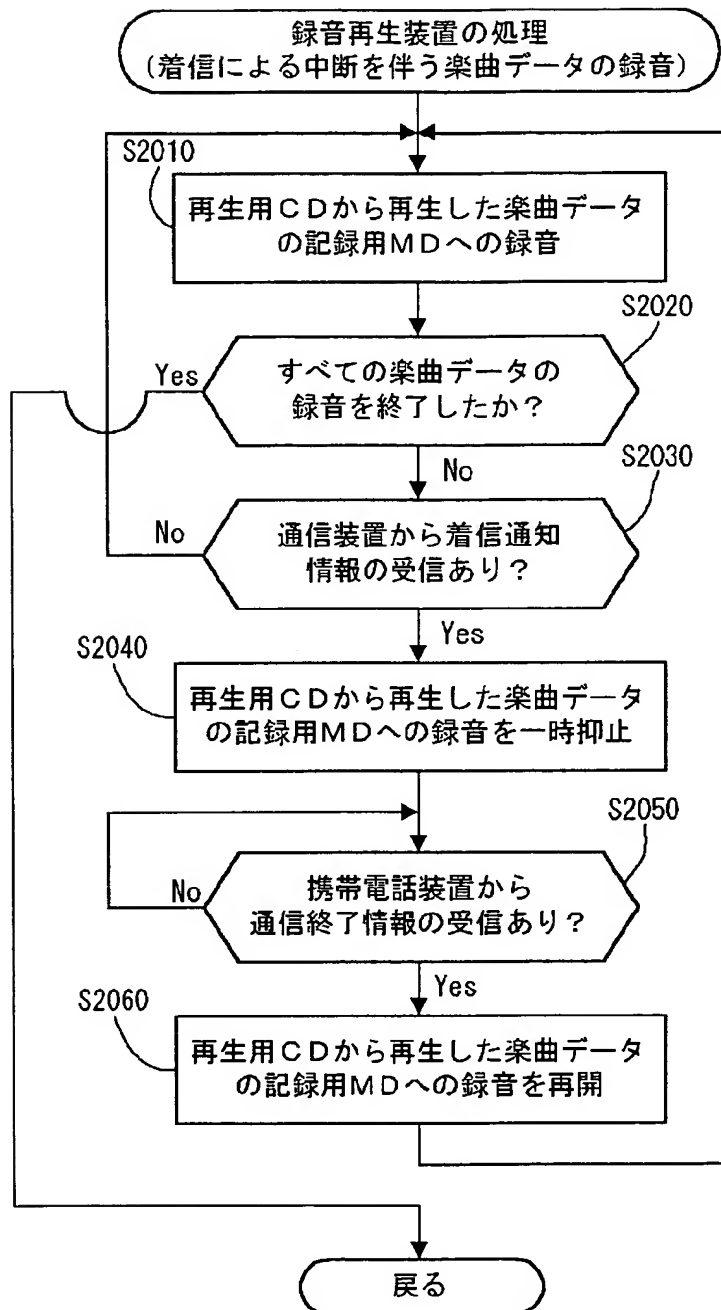 録音再生装置の処理
(着信による中断を伴う楽曲データの録音)
S2010
再生用CDから再生した楽曲データ
の記録用MDへの録音
S2020
Yes
すべての楽曲データの
録音を終了したか?
No
S2030
No
通信装置から着信通知
情報の受信あり?
Yes
S2040
再生用CDから再生した楽曲データ
の記録用MDへの録音を一時抑止
S2050
No
携帯電話装置から
通信終了情報の受信あり?
Yes
S2060
再生用CDから再生した楽曲データ
の記録用MDへの録音を再開
戻る